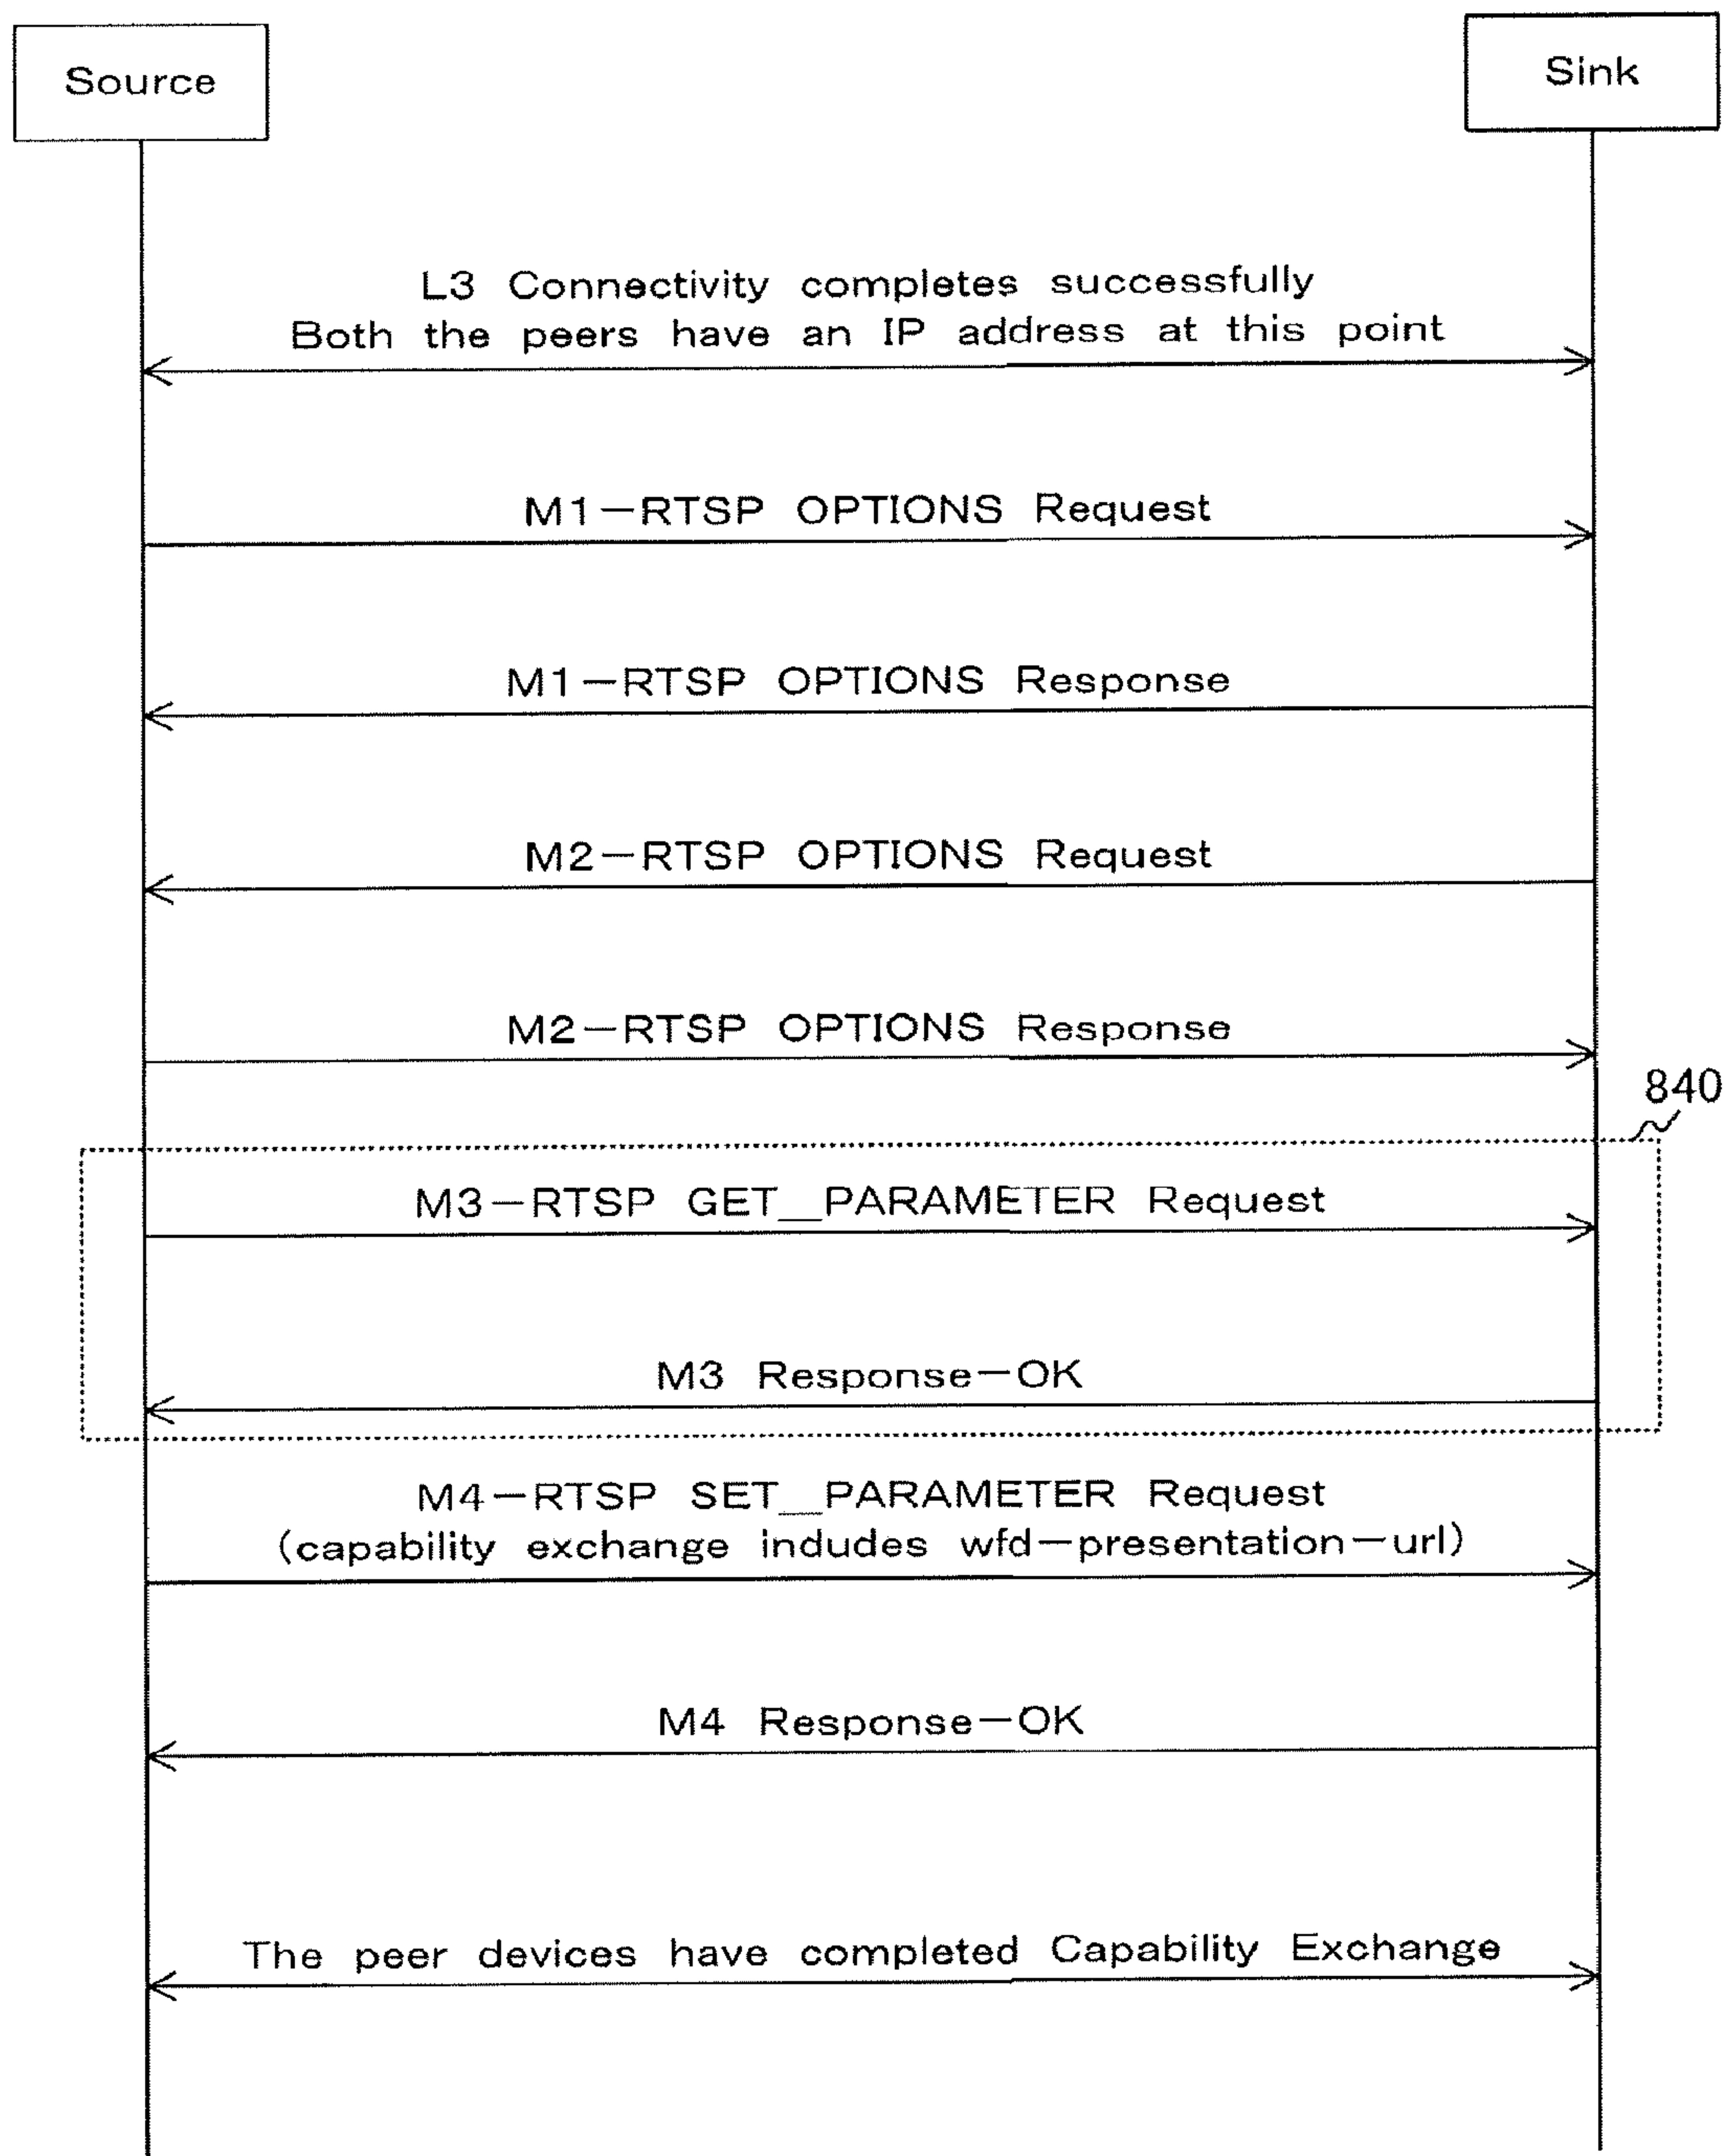 Source
Sink
L3 Connectivity completes successfully
Both the peers have an IP address at this point
M1-RTSP OPTIONS Request
M1-RTSP OPTIONS Response
M2-RTSP OPTIONS Request
M2-RTSP OPTIONS Response
840
M3-RTSP GET_PARAMETER Request
M3 Response-OK
M4-RTSP SET_PARAMETER Request
(capability exchange indudes wfd-presentation-url)
M4 Response-OK
The peer devices have completed Capability Exchange